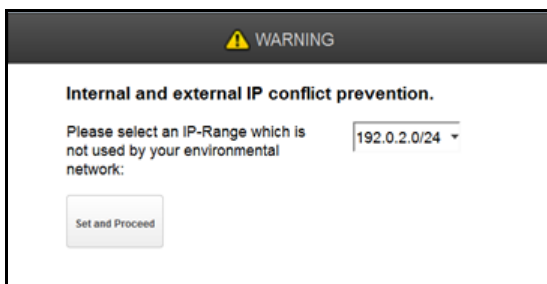 WARNING
Internal and external IP conflict prevention.
Please select an IP-Range which is
not used by your environmental
network:
192.0.2.0/24
Set and Proceed